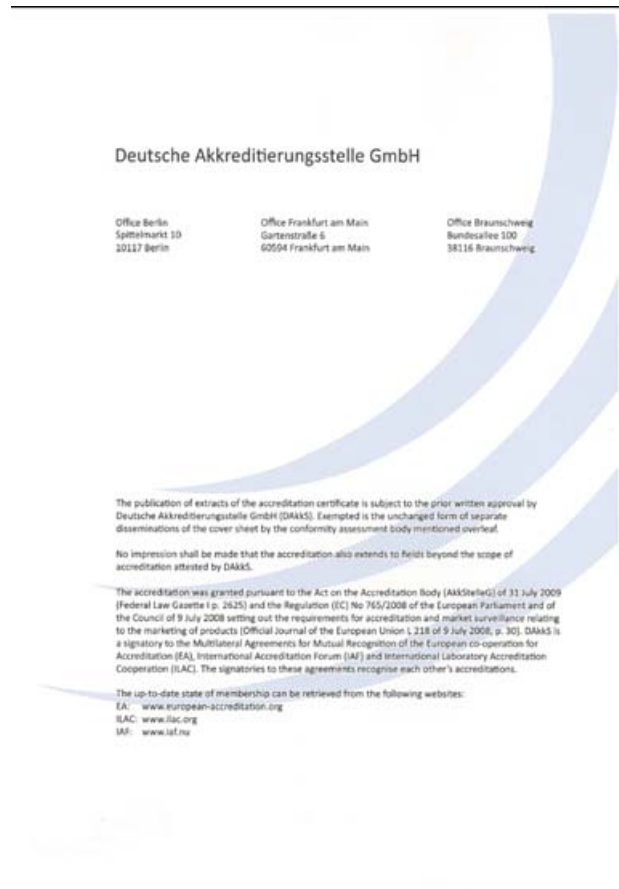 Deutsche Akkreditierungsstelle GmbH
Office Berlin
Spittelmarkt 10
10117 Berlin
Office Frankfurt am Main
Gartenstraße 6
60594 Frankfurt am Main
Office Braunschweig
Bundesallee 100
38116 Braunschweig
The publication of extracts of the accreditation certificate is subject to the prior written approval by
Deutsche Akkreditierungsstelle GmbH (DAkkS). Exempted is the unchanged form of separate
disseminations of the cover sheet by the conformity assessment body mentioned overleaf.
No impression shall be made that the accreditation also extends to fields beyond the scope of
accreditation attested by DAkkS.
The accreditation was granted pursuant to the Act on the Accreditation Body (AkkStelleG) of 31 July 2009
(Federal Law Gazette I p. 2625) and the Regulation (EC) No 765/2008 of the European Parliament and of
the Council of 9 July 2008 setting out the requirements for accreditation and market surveillance relating
to the marketing of products (Official Journal of the European Union L 218 of 9 July 2008, p. 30). DAkkS is
a signatory to the Multilateral Agreements for Mutual Recognition of the European co-operation for
Accreditation (EA), International Accreditation Forum (IAF) and International Laboratory Accreditation
Cooperation (ILAC). The signatories to these agreements recognise each other's accreditations.
The up-to-date state of membership can be retrieved from the following websites:
EA: www.european-accreditation.org
ILAC: www.ilac.org
IAF: www.iaf.nu